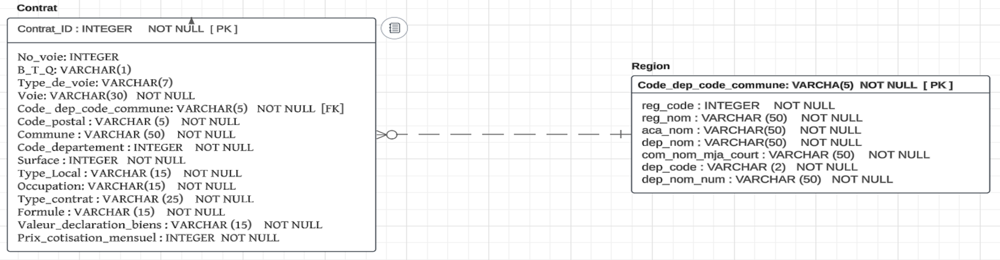 Contrat
Contrat_ID : INTEGER NOT NULL [ PK ]
No_voie: INTEGER
B_T_Q: VARCHAR(1)
Type_de_voie: VARCHAR(7)
Voie: VARCHAR(30) NOT NULL
Code_ dep_code_commune: VARCHAR(5) NOT NULL [FK]
Code_postal : VARCHAR (5) NOT NULL
Commune : VARCHAR (50) NOT NULL
Code_departement : INTEGER NOT NULL
Surface : INTEGER NOT NULL
Type_Local : VARCHAR (15) NOT NULL
Occupation: VARCHAR(15) NOT NULL
Type_contrat : VARCHAR (25) NOT NULL
Formule : VARCHAR (15) NOT NULL
Valeur_declaration_biens : VARCHAR (15) NOT NULL
Prix_cotisation_mensuel : INTEGER NOT NULL
Region
Code_dep_code_commune: VARCHA(5) NOT NULL [ PK ]
reg_code : INTEGER NOT NULL
reg_nom : VARCHAR (50) NOT NULL
aca_nom : VARCHAR(50) NOT NULL
dep_nom : VARCHAR(50) NOT NULL
com_nom_mja_court : VARCHAR (50) NOT NULL
dep_code : VARCHAR (2) NOT NULL
dep_nom_num : VARCHAR (50) NOT NULL